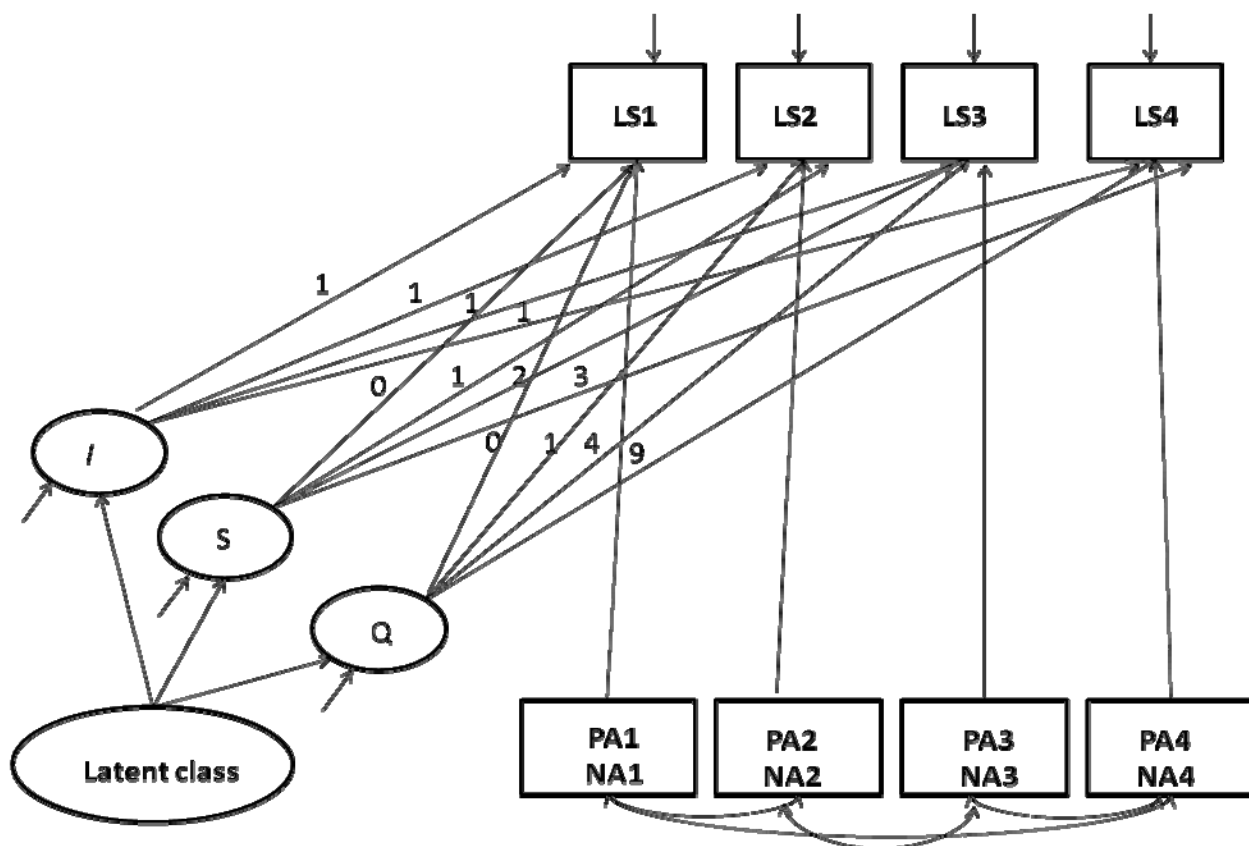 LS1
LS2
LS3
LS4
1
1
1
1
0
1
2
3
0
1
4
9
I
S
Q
Latent class
PA1
NA1
PA2
NA2
PA3
NA3
PA4
NA4